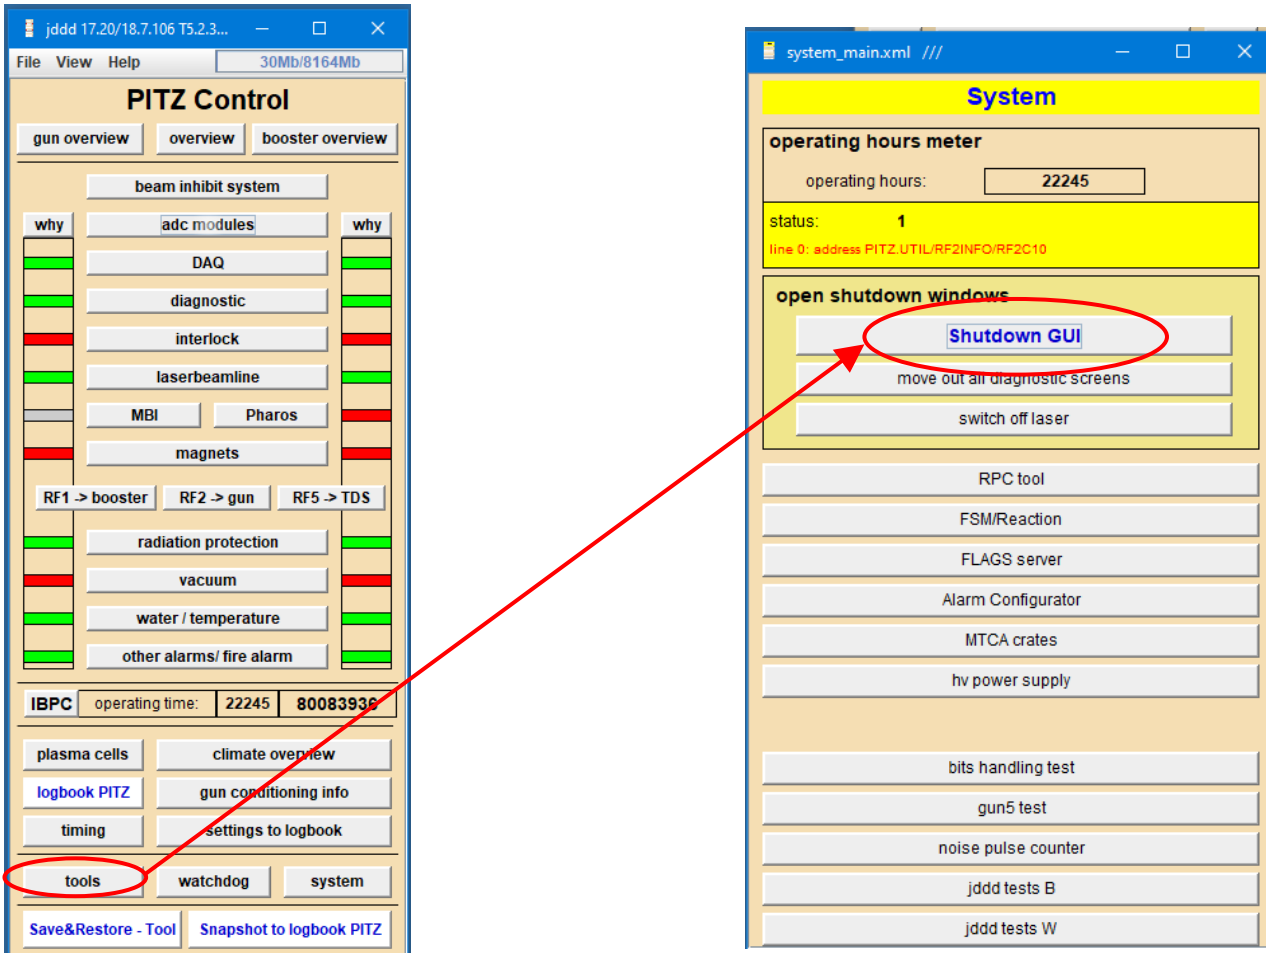 jddd 17.20/18.7.106 T5.2.3...
File View Help 30Mb/8164Mb
PITZ Control
gun overview overview booster overview
beam inhibit system
why adc modules why
DAQ
diagnostic
interlock
laserbeamline
MBI Pharos
magnets
RF1 -> booster RF2 -> gun RF5 -> TDS
radiation protection
vacuum
water / temperature
other alarms/ fire alarm
IBPC operating time: 22245 80083936
plasma cells climate overview
logbook PITZ gun conditioning info
timing settings to logbook
tools watchdog system
Save&Restore - Tool Snapshot to logbook PITZ
system_main.xml ///
System
operating hours meter
operating hours: 22245
status: 1
line 0: address PITZ.UTIL/RF2INFO/RF2C10
open shutdown windows
Shutdown GUI
move out all diagnostic screens
switch off laser
RPC tool
FSM/Reaction
FLAGS server
Alarm Configurator
MTCA crates
hv power supply
bits handling test
gun5 test
noise pulse counter
jddd tests B
jddd tests W